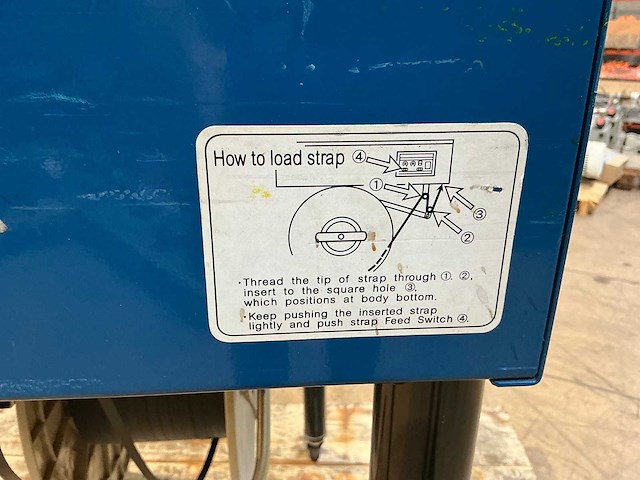 How to load strap ④
①
③
②
·Thread the tip of strap through ①. ②,
insert to the square hole ③,
which positions at body bottom.
·Keep pushing the inserted strap
lightly and push strap Feed Switch ④.